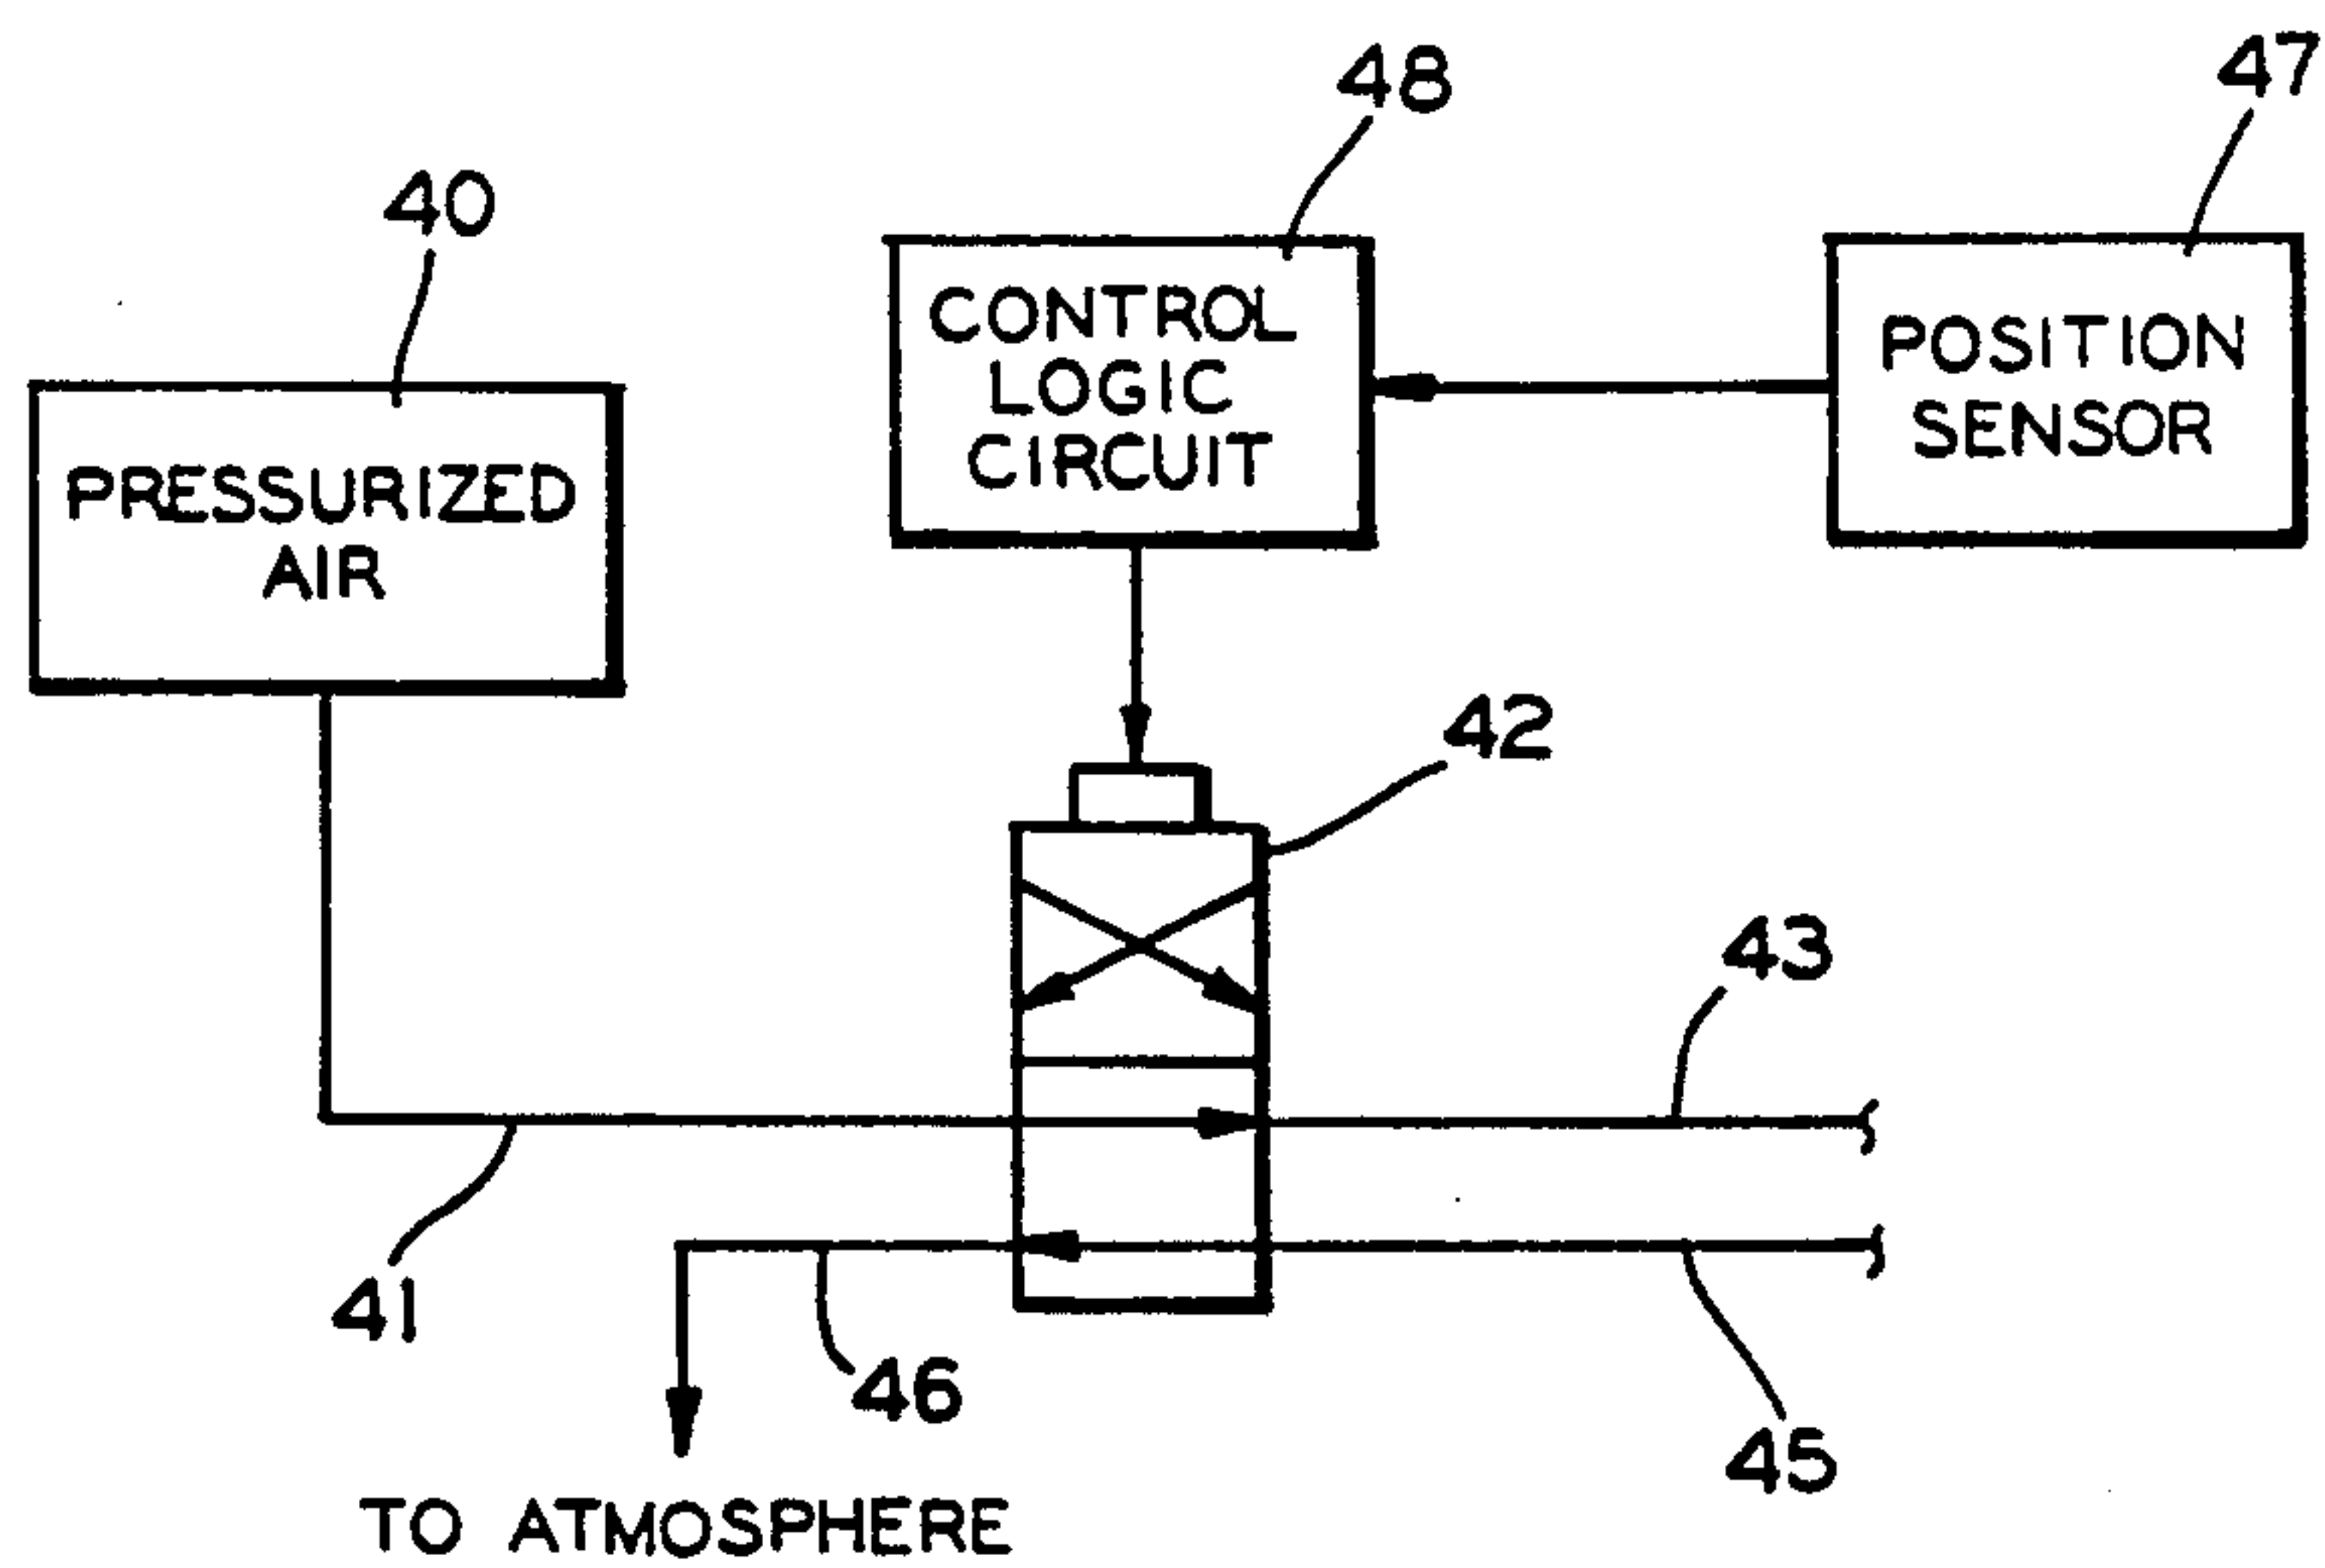 48
47
40
CONTROL
LOGIC
CIRCUIT
POSITION
SENSOR
PRESSURIZED
AIR
42
43
41
46
45
TO ATMOSPHERE